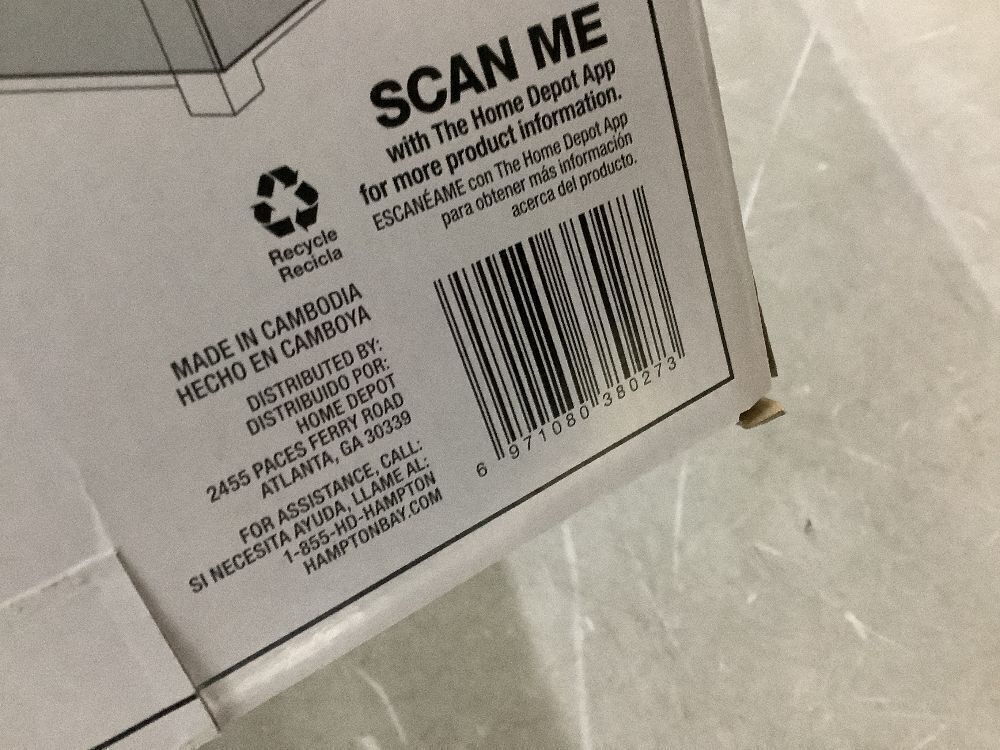 SCAN ME
with The Home Depot App
for more product information.
ESCANÉAME con The Home Depot App
para obtener más información
acerca del producto.
Recycle
Recicla
MADE IN CAMBODIA
HECHO EN CAMBOYA
DISTRIBUTED BY:
DISTRIBUIDO POR:
HOME DEPOT
2455 PACES FERRY ROAD
ATLANTA, GA 30339
FOR ASSISTANCE, CALL:
SI NECESITA AYUDA, LLAME AL:
1-855-HD-HAMPTON
HAMPTONBAY.COM
6 971080 380273